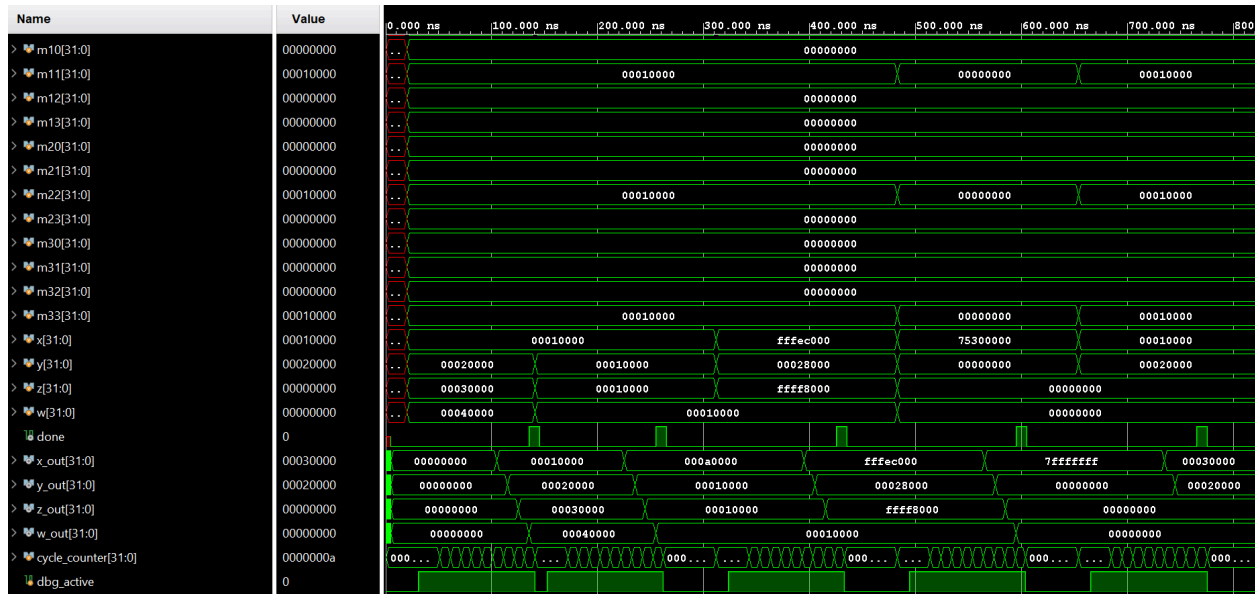 Name Value 0.000 ns 100.000 ns 200.000 ns 300.000 ns 400.000 ns 500.000 ns 600.000 ns 700.000 ns 800
m10[31:0] 00000000 .. 00000000
m11[31:0] 00010000 .. 00010000 00000000 00010000
m12[31:0] 00000000 .. 00000000
m13[31:0] 00000000 .. 00000000
m20[31:0] 00000000 .. 00000000
m21[31:0] 00000000 .. 00000000
m22[31:0] 00010000 .. 00010000 00000000 00010000
m23[31:0] 00000000 .. 00000000
m30[31:0] 00000000 .. 00000000
m31[31:0] 00000000 .. 00000000
m32[31:0] 00000000 .. 00000000
m33[31:0] 00010000 .. 00010000 00000000 00010000
x[31:0] 00010000 .. 00010000 fffec000 75300000 00010000
y[31:0] 00020000 .. 00020000 00010000 00028000 00000000 00020000
z[31:0] 00000000 .. 00030000 00010000 ffff8000 00000000
w[31:0] 00000000 .. 00040000 00010000 00000000
done 0
x_out[31:0] 00030000 00000000 00010000 000a0000 fffec000 7fffffff 00030000
y_out[31:0] 00020000 00000000 00020000 00010000 00028000 00000000 00020000
z_out[31:0] 00000000 00000000 00030000 00010000 ffff8000 00000000
w_out[31:0] 00000000 00000000 00040000 00010000 00000000
cycle_counter[31:0] 0000000a 000... ... 000... ... 000... ... 000... ... 000...
dbg_active 0